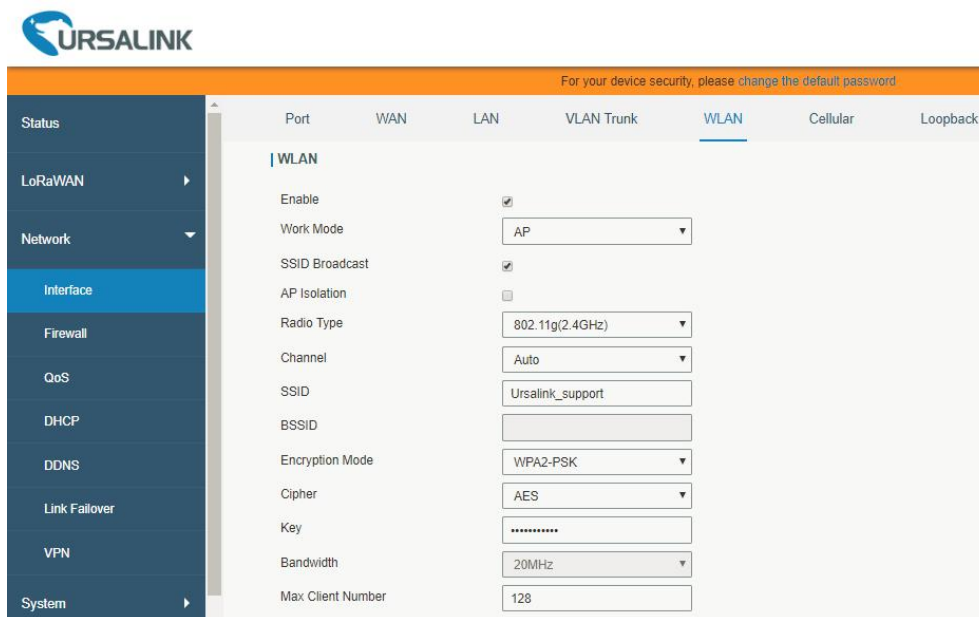 URSALINK
For your device security, please change the default password
Status
LoRaWAN
Network
Interface
Firewall
QoS
DHCP
DDNS
Link Failover
VPN
System
Port WAN LAN VLAN Trunk WLAN Cellular Loopback
WLAN
Enable
Work Mode AP
SSID Broadcast
AP Isolation
Radio Type 802.11g(2.4GHz)
Channel Auto
SSID Ursalink_support
BSSID
Encryption Mode WPA2-PSK
Cipher AES
Key •••••••••••
Bandwidth 20MHz
Max Client Number 128